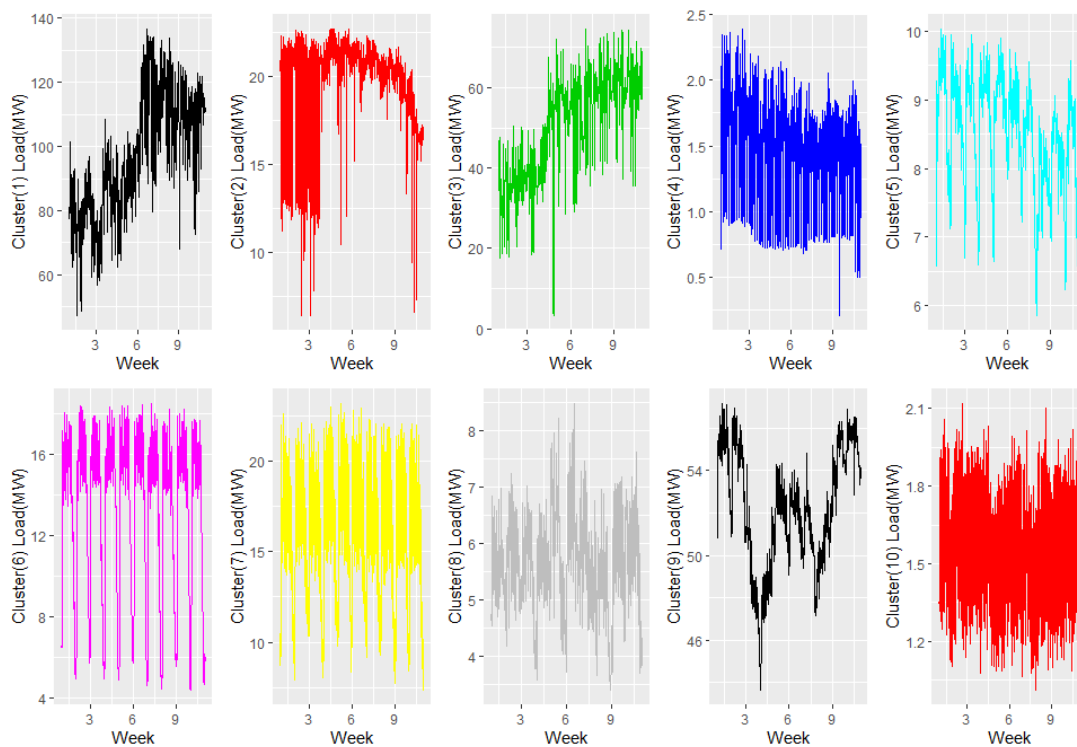 Cluster(1) Load(MW)
140
120
100
80
60
3 6 9
Week
Cluster(2) Load(MW)
20
15
10
3 6 9
Week
Cluster(3) Load(MW)
60
40
20
0
3 6 9
Week
Cluster(4) Load(MW)
2.5
2.0
1.5
1.0
0.5
3 6 9
Week
Cluster(5) Load(MW)
10
9
8
7
6
3 6 9
Week
Cluster(6) Load(MW)
16
12
8
4
3 6 9
Week
Cluster(7) Load(MW)
20
15
10
3 6 9
Week
Cluster(8) Load(MW)
8
7
6
5
4
3 6 9
Week
Cluster(9) Load(MW)
54
50
46
3 6 9
Week
Cluster(10) Load(MW)
2.1
1.8
1.5
1.2
3 6 9
Week